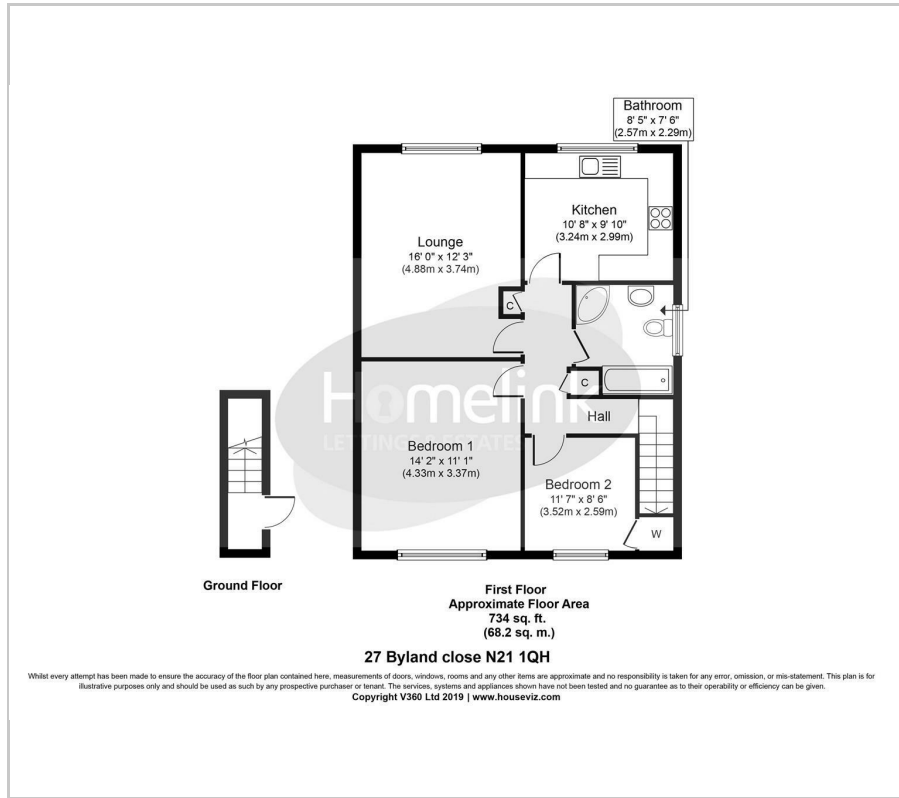 Bathroom
8' 5" x 7' 6"
(2.57m x 2.29m)
Kitchen
10' 8" x 9' 10"
(3.24m x 2.99m)
Lounge
16' 0" x 12' 3"
(4.88m x 3.74m)
C
C
Homelink
LETTINGS & ESTATES
Hall
Bedroom 1
14' 2" x 11' 1"
(4.33m x 3.37m)
Bedroom 2
11' 7" x 8' 6"
(3.52m x 2.59m)
W
Ground Floor
First Floor
Approximate Floor Area
734 sq. ft.
(68.2 sq. m.)
27 Byland close N21 1QH
Whilst every attempt has been made to ensure the accuracy of the floor plan contained here, measurements of doors, windows, rooms and any other items are approximate and no responsibility is taken for any error, omission, or mis-statement. This plan is for
illustrative purposes only and should be used as such by any prospective purchaser or tenant. The services, systems and appliances shown have not been tested and no guarantee as to their operability or efficiency can be given.
Copyright V360 Ltd 2019 | www.houseviz.com